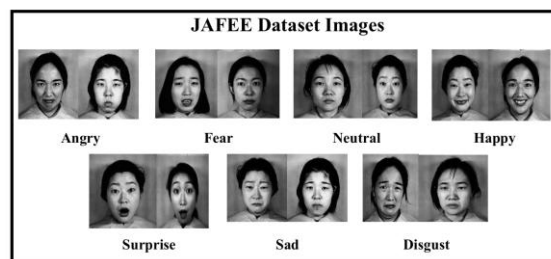 JAFEE Dataset Images
Angry Fear Neutral Happy
Surprise Sad Disgust